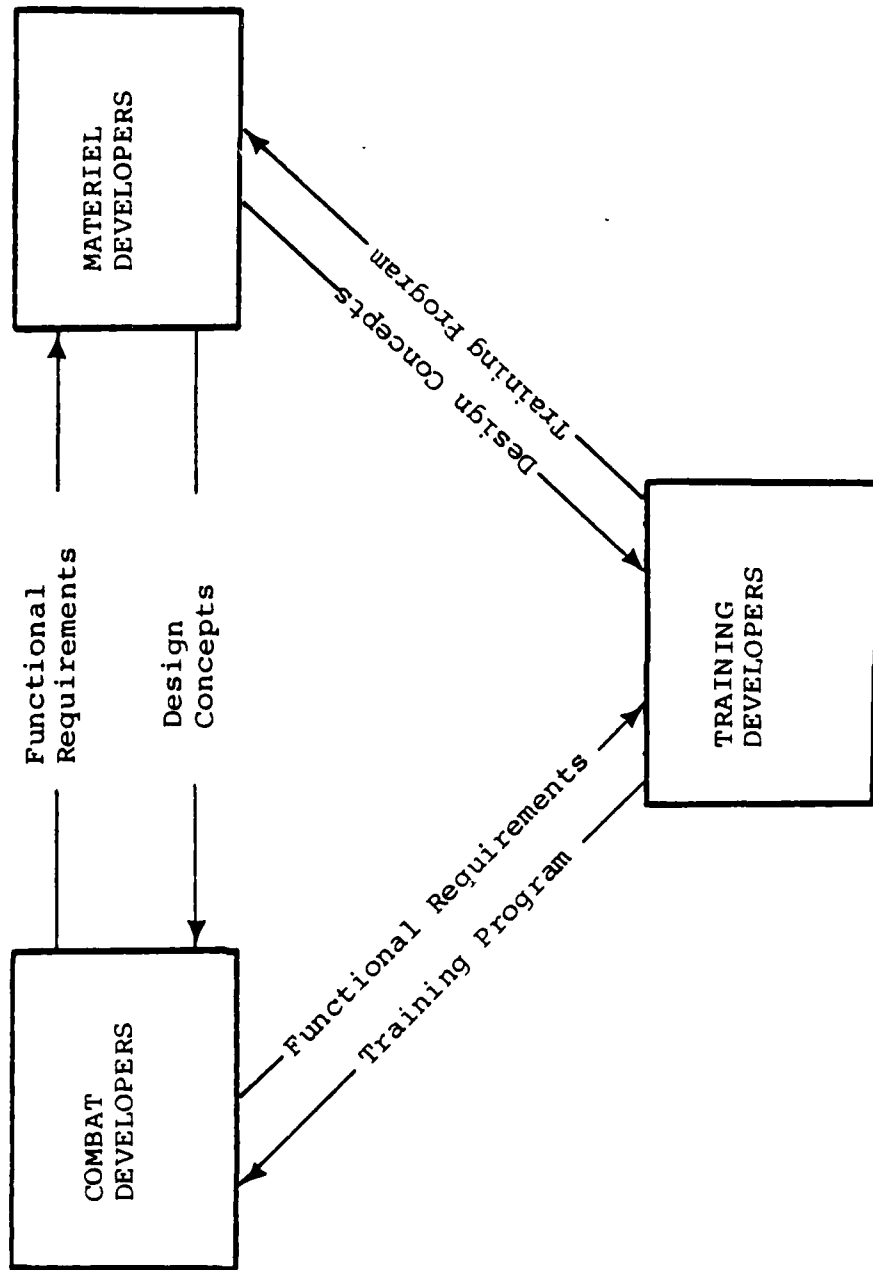 COMBAT
DEVELOPERS
Functional
Requirements
Design
Concepts
MATERIEL
DEVELOPERS
Functional Requirements
Training Program
Design Concepts
Training Program
TRAINING
DEVELOPERS